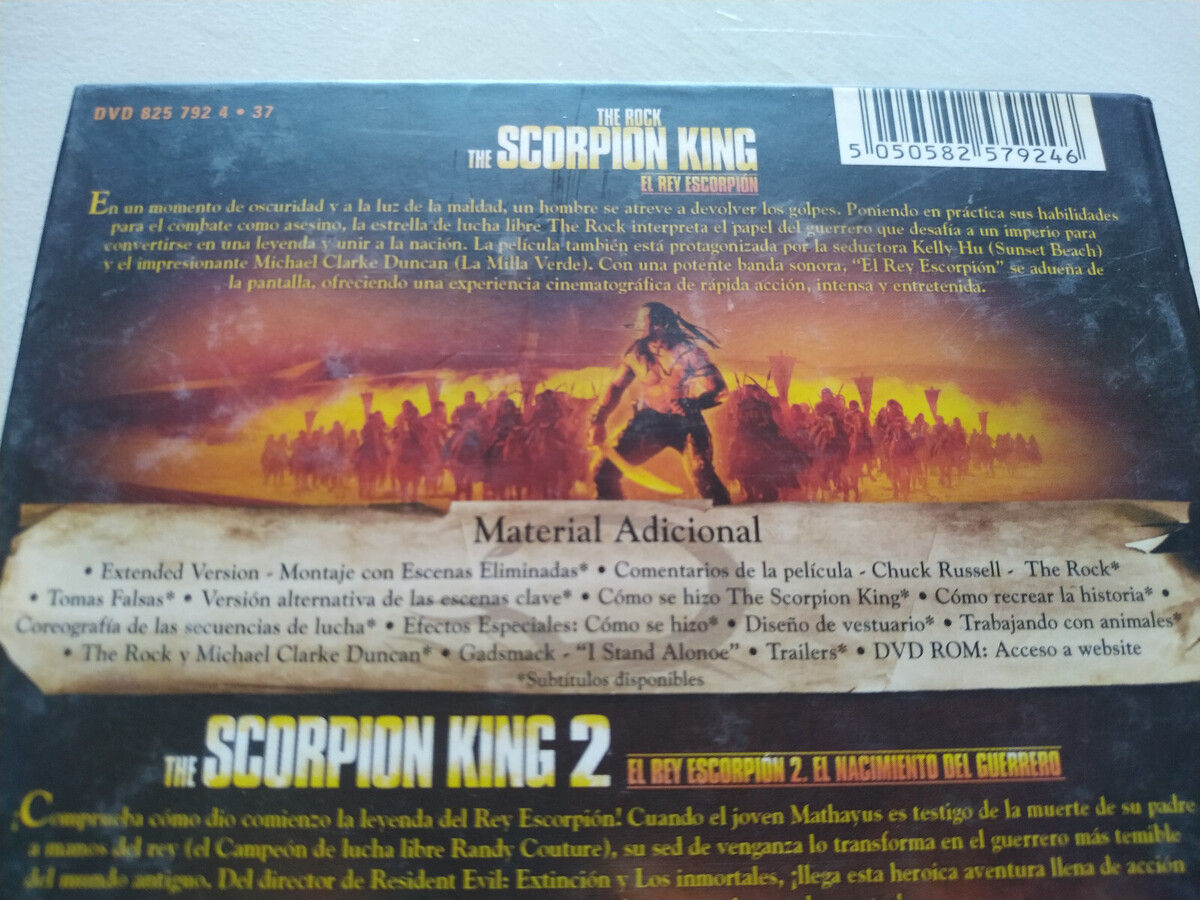 DVD 825 792 4 • 37
THE ROCK
THE SCORPION KING
EL REY ESCORPIÓN
5 050582 579246
En un momento de oscuridad y a la luz de la maldad, un hombre se atreve a devolver los golpes. Poniendo en práctica sus habilidades
para el combate como asesino, la estrella de lucha libre The Rock interpreta el papel del guerrero que desafía a un imperio para
convertirse en una leyenda y unir a la nación. La película también está protagonizada por la seductora Kelly Hu (Sunset Beach)
y el impresionante Michael Clarke Duncan (La Milla Verde). Con una potente banda sonora, "El Rey Escorpión" se adueña de
la pantalla, ofreciendo una experiencia cinematográfica de rápida acción, intensa y entretenida.
Material Adicional
• Extended Version - Montaje con Escenas Eliminadas* • Comentarios de la película - Chuck Russell - The Rock*
• Tomas Falsas* • Versión alternativa de las escenas clave* • Cómo se hizo The Scorpion King* • Cómo recrear la historia* •
Coreografía de las secuencias de lucha* • Efectos Especiales: Cómo se hizo* • Diseño de vestuario* • Trabajando con animales*
• The Rock y Michael Clarke Duncan* • Gadsmack - "I Stand Alonoe" • Trailers* • DVD ROM: Acceso a website
*Subtítulos disponibles
THE SCORPION KING 2
EL REY ESCORPIÓN 2. EL NACIMIENTO DEL GUERRERO
¡Comprueba cómo dio comienzo la leyenda del Rey Escorpión! Cuando el joven Mathayus es testigo de la muerte de su padre
a manos del rey (el Campeón de lucha libre Randy Couture), su sed de venganza lo transforma en el guerrero más temible
del mundo antiguo. Del director de Resident Evil: Extinción y Los inmortales, ¡llega esta heroica aventura llena de acción